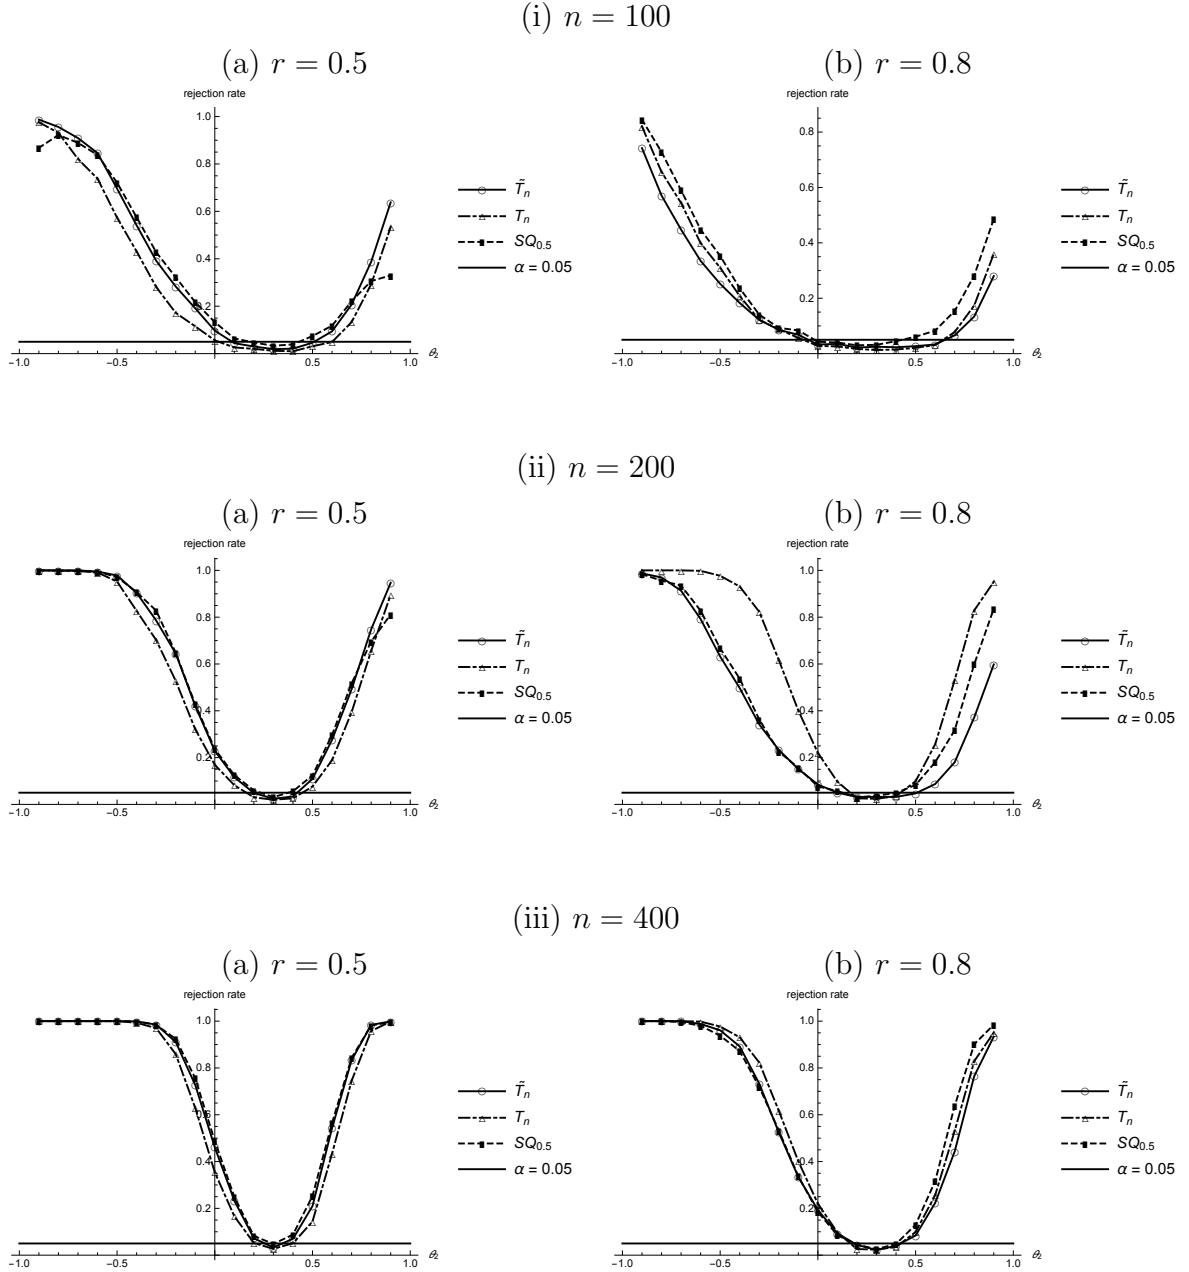 (i) n = 100
(a) r = 0.5
rejection rate
1.0
0.8
0.6
0.4
0.2
−1.0 −0.5 0.5 1.0 θ₂
T̃ₙ
Tₙ
SQ₀.₅
α = 0.05
(b) r = 0.8
rejection rate
0.8
0.6
0.4
0.2
−1.0 −0.5 0.5 1.0 θ₂
T̃ₙ
Tₙ
SQ₀.₅
α = 0.05
(ii) n = 200
(a) r = 0.5
rejection rate
1.0
0.8
0.6
0.4
0.2
−1.0 −0.5 0.5 1.0 θ₂
T̃ₙ
Tₙ
SQ₀.₅
α = 0.05
(b) r = 0.8
rejection rate
1.0
0.8
0.6
0.4
0.2
−1.0 −0.5 0.5 1.0 θ₂
T̃ₙ
Tₙ
SQ₀.₅
α = 0.05
(iii) n = 400
(a) r = 0.5
rejection rate
1.0
0.8
0.6
0.4
0.2
−1.0 −0.5 0.5 1.0 θ₂
T̃ₙ
Tₙ
SQ₀.₅
α = 0.05
(b) r = 0.8
rejection rate
1.0
0.8
0.6
0.4
0.2
−1.0 −0.5 0.5 1.0 θ₂
T̃ₙ
Tₙ
SQ₀.₅
α = 0.05